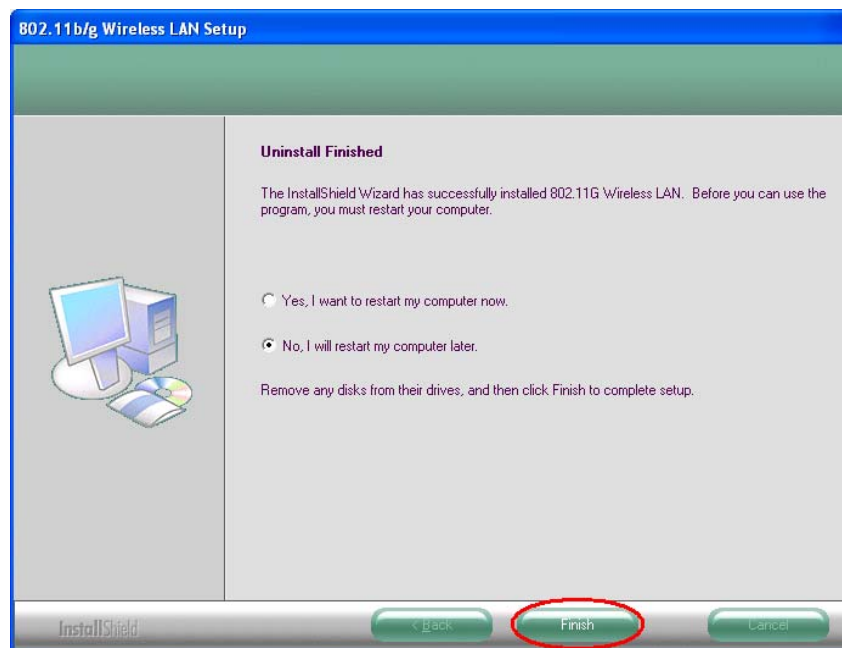 802.11b/g Wireless LAN Setup
Uninstall Finished
The InstallShield Wizard has successfully installed 802.11G Wireless LAN.  Before you can use the
program, you must restart your computer.
Yes, I want to restart my computer now.
No, I will restart my computer later.
Remove any disks from their drives, and then click Finish to complete setup.
InstallShield
< Back
Finish
Cancel